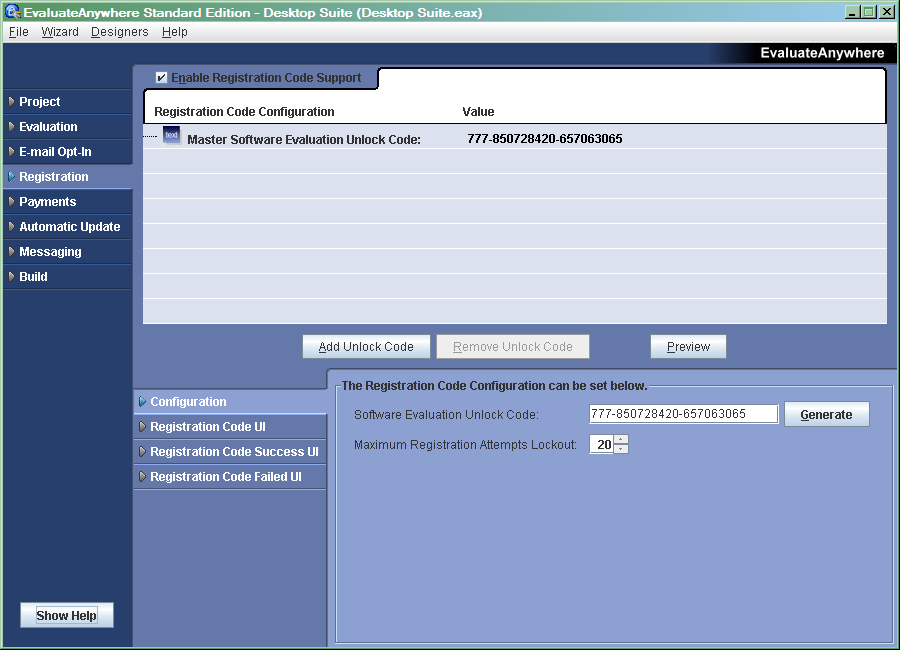 EvaluateAnywhere Standard Edition - Desktop Suite (Desktop Suite.eax)
File Wizard Designers Help
EvaluateAnywhere
Enable Registration Code Support
Project
Evaluation
E-mail Opt-In
Registration
Payments
Automatic Update
Messaging
Build
Registration Code Configuration Value
text Master Software Evaluation Unlock Code: 777-850728420-657063065
Add Unlock Code Remove Unlock Code Preview
Configuration
Registration Code UI
Registration Code Success UI
Registration Code Failed UI
The Registration Code Configuration can be set below.
Software Evaluation Unlock Code: 777-850728420-657063065 Generate
Maximum Registration Attempts Lockout: 20
Show Help